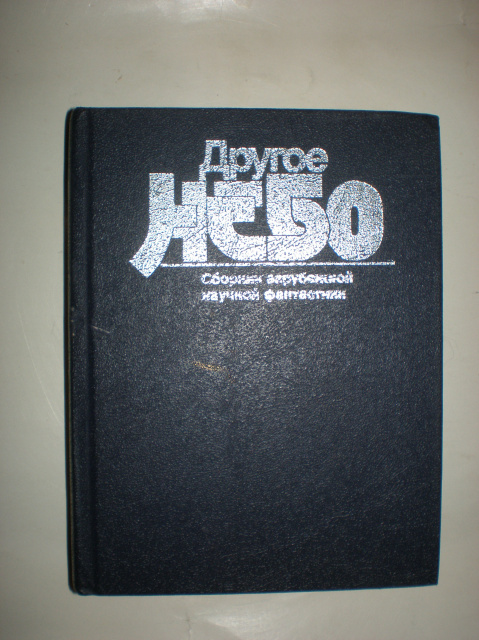 Другое
НЕБО
Сборник зарубежной
научной фантастики